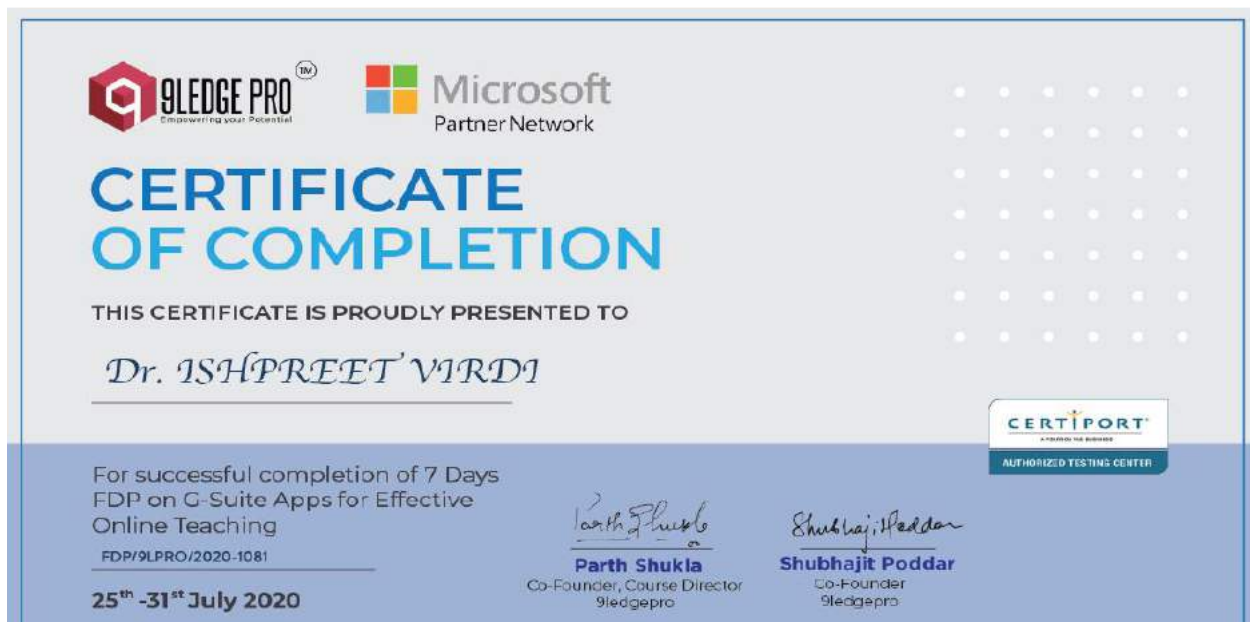 9LEDGE PRO TM
Empowering your Potential
Microsoft
Partner Network
CERTIFICATE
OF COMPLETION
THIS CERTIFICATE IS PROUDLY PRESENTED TO
Dr. ISHPREET VIRDI
CERTIPORT
A PEARSON VUE BUSINESS
AUTHORIZED TESTING CENTER
For successful completion of 7 Days
FDP on G-Suite Apps for Effective
Online Teaching
FDP/9LPRO/2020-1081
25th -31st July 2020
Parth Shukla
Parth Shukla
Co-Founder, Course Director
9ledgepro
Shubhajit Poddar
Shubhajit Poddar
Co-Founder
9ledgepro